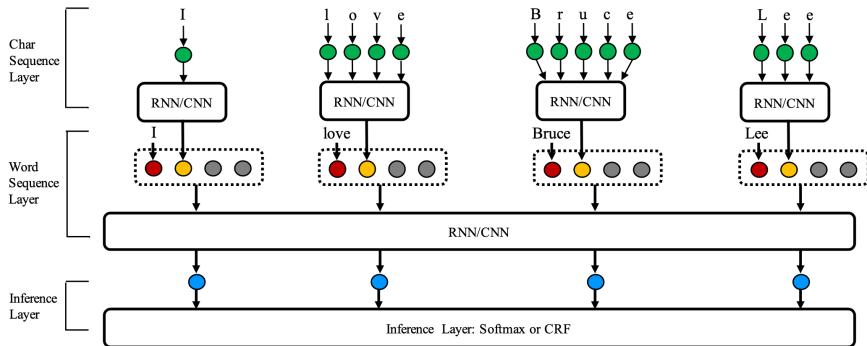 I l o v e B r u c e L e e
Char
Sequence
Layer
RNN/CNN RNN/CNN RNN/CNN RNN/CNN
I love Bruce Lee
Word
Sequence
Layer
RNN/CNN
Inference
Layer
Inference Layer: Softmax or CRF